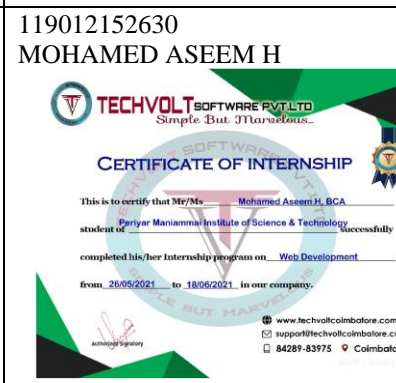 119012152630
MOHAMED ASEEM H
TECHVOLT SOFTWARE PVT.LTD
Simple But Marvelous...
CERTIFICATE OF INTERNSHIP
This is to certify that Mr/Ms Mohamed Aseem H, BCA
student of Periyar Maniammai Institute of Science & Technology successfully
completed his/her Internship program on Web Development
from 26/05/2021 to 18/06/2021 in our company.
Authorized Signatory
www.techvoltcoimbatore.com
support@techvoltcoimbatore.co
84289-83975 Coimbato